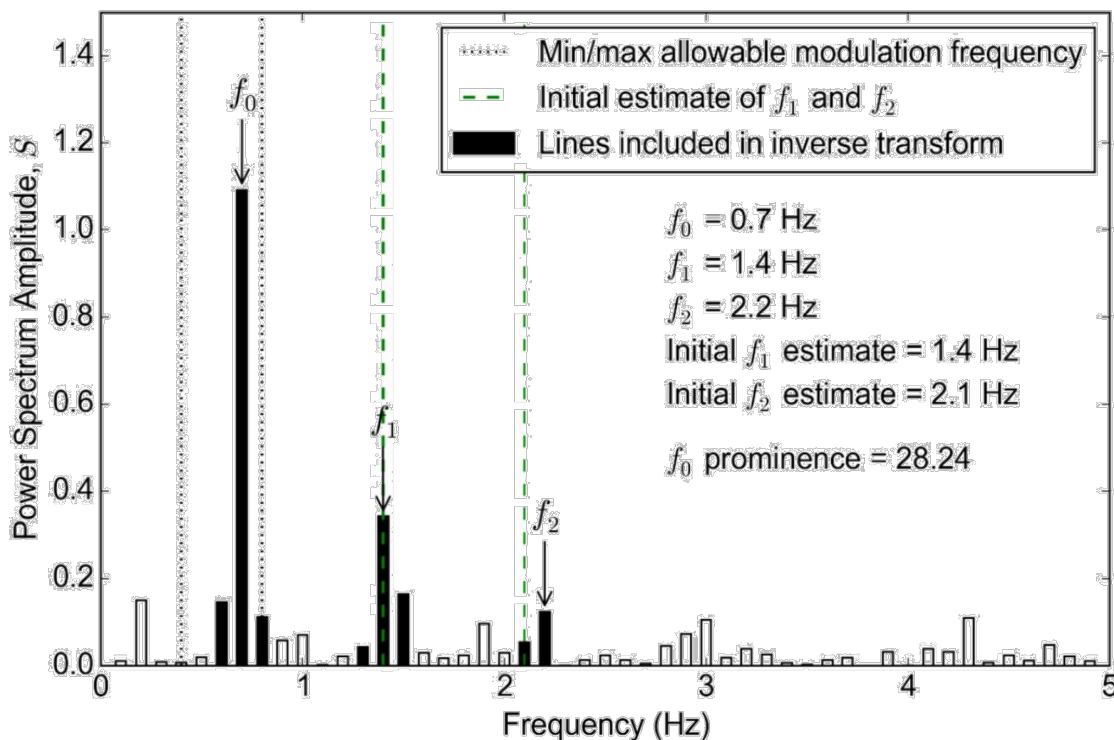 Min/max allowable modulation frequency
Initial estimate of f₁ and f₂
Lines included in inverse transform
f₀
f₀ = 0.7 Hz
f₁ = 1.4 Hz
f₂ = 2.2 Hz
Initial f₁ estimate = 1.4 Hz
Initial f₂ estimate = 2.1 Hz
f₀ prominence = 28.24
f₁
f₂
Power Spectrum Amplitude, S
1.4
1.2
1.0
0.8
0.6
0.4
0.2
0.0
0 1 2 3 4 5
Frequency (Hz)